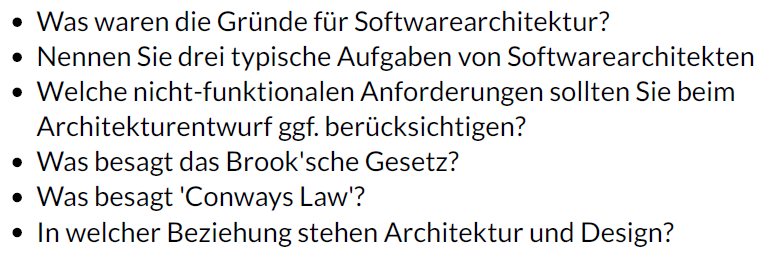 • Was waren die Gründe für Softwarearchitektur?
• Nennen Sie drei typische Aufgaben von Softwarearchitekten
• Welche nicht-funktionalen Anforderungen sollten Sie beim
Architekturentwurf ggf. berücksichtigen?
• Was besagt das Brook'sche Gesetz?
• Was besagt 'Conways Law'?
• In welcher Beziehung stehen Architektur und Design?